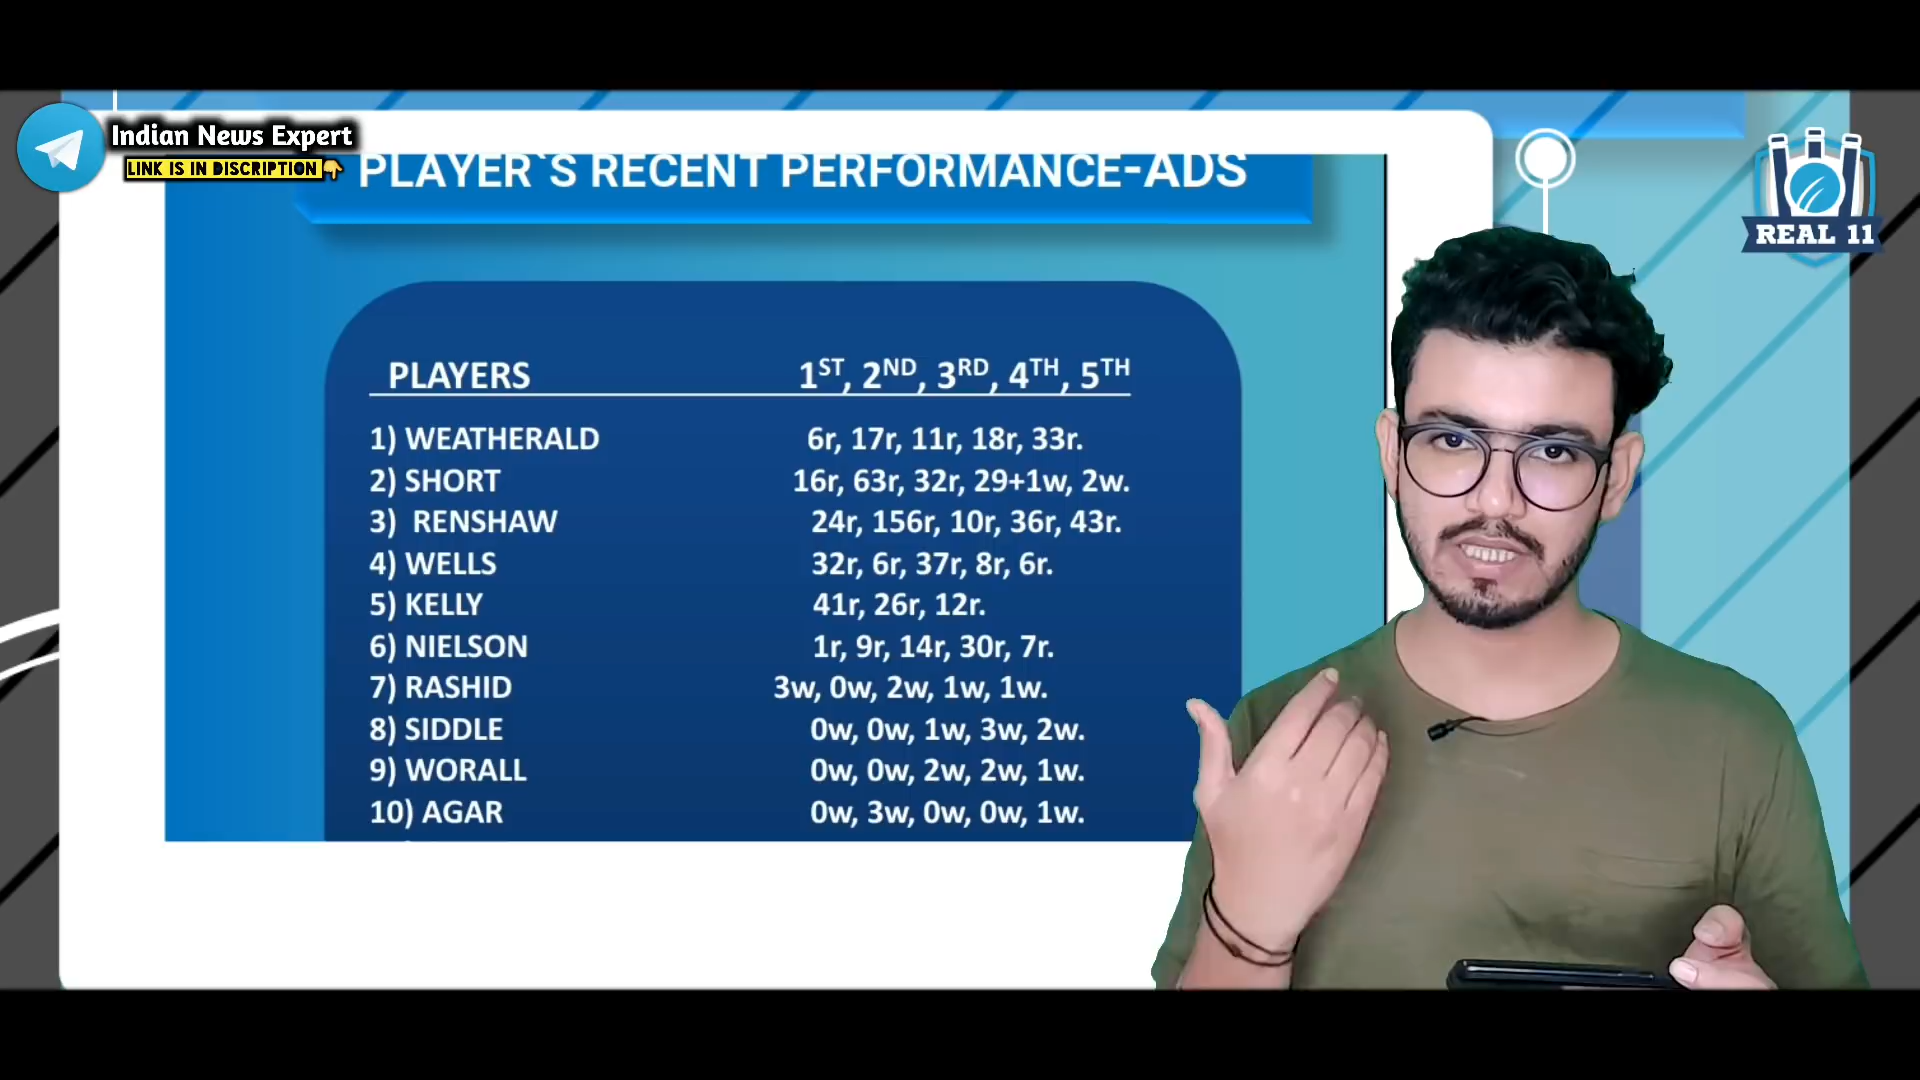 Indian News Expert
LINK IS IN DISCRIPTION
PLAYER`S RECENT PERFORMANCE-ADS
REAL 11
PLAYERS 1ST, 2ND, 3RD, 4TH, 5TH
1) WEATHERALD 6r, 17r, 11r, 18r, 33r.
2) SHORT 16r, 63r, 32r, 29+1w, 2w.
3) RENSHAW 24r, 156r, 10r, 36r, 43r.
4) WELLS 32r, 6r, 37r, 8r, 6r.
5) KELLY 41r, 26r, 12r.
6) NIELSON 1r, 9r, 14r, 30r, 7r.
7) RASHID 3w, 0w, 2w, 1w, 1w.
8) SIDDLE 0w, 0w, 1w, 3w, 2w.
9) WORALL 0w, 0w, 2w, 2w, 1w.
10) AGAR 0w, 3w, 0w, 0w, 1w.